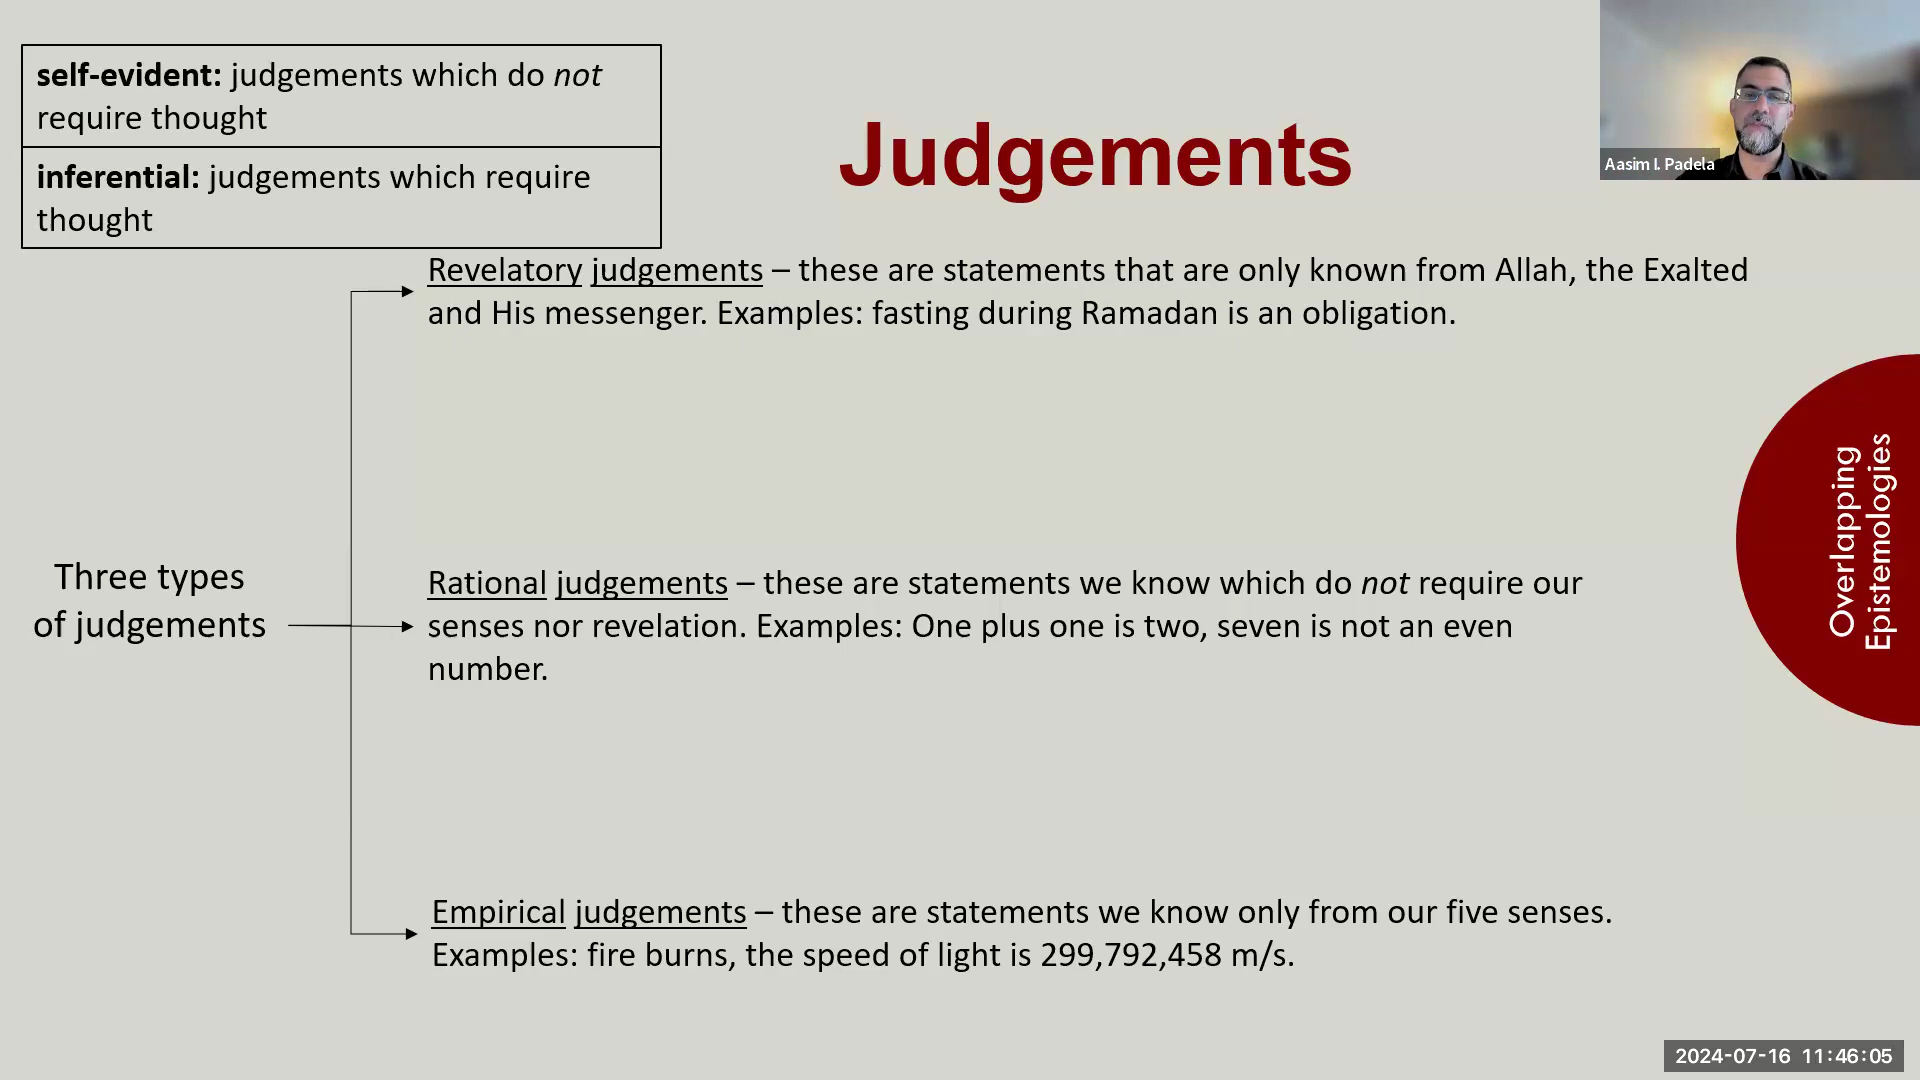 self-evident: judgements which do not
require thought
inferential: judgements which require
thought
Judgements
Aasim I. Padela
Revelatory judgements – these are statements that are only known from Allah, the Exalted
and His messenger. Examples: fasting during Ramadan is an obligation.
Three types
of judgements
Rational judgements – these are statements we know which do not require our
senses nor revelation. Examples: One plus one is two, seven is not an even
number.
Empirical judgements – these are statements we know only from our five senses.
Examples: fire burns, the speed of light is 299,792,458 m/s.
Overlapping
Epistemologies
2024-07-16 11:46:05